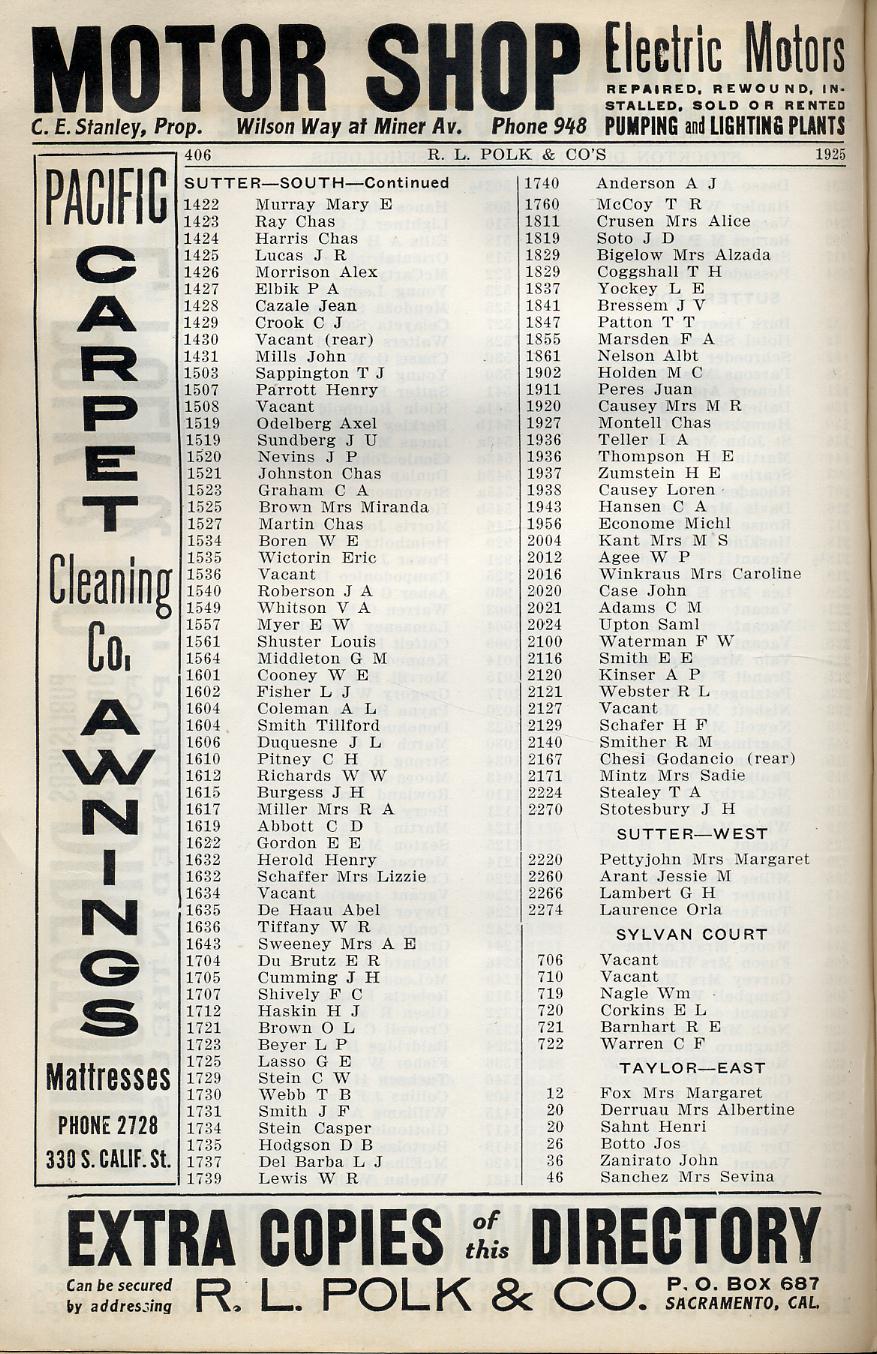 MOTOR SHOP
C. E. Stanley, Prop. Wilson Way at Miner Av. Phone 948
Electric Motors
REPAIRED, REWOUND, IN-
STALLED, SOLD OR RENTED
PUMPING and LIGHTING PLANTS
406 R. L. POLK & CO'S 1925
PACIFIC
CARPET
Cleaning
Co.
AWNINGS
Mattresses
PHONE 2728
330 S. CALIF. St.
SUTTER—SOUTH—Continued
1422 Murray Mary E
1423 Ray Chas
1424 Harris Chas
1425 Lucas J R
1426 Morrison Alex
1427 Elbik P A
1428 Cazale Jean
1429 Crook C J
1430 Vacant (rear)
1431 Mills John
1503 Sappington T J
1507 Parrott Henry
1508 Vacant
1519 Odelberg Axel
1519 Sundberg J U
1520 Nevins J P
1521 Johnston Chas
1523 Graham C A
1525 Brown Mrs Miranda
1527 Martin Chas
1534 Boren W E
1535 Wictorin Eric
1536 Vacant
1540 Roberson J A
1549 Whitson V A
1557 Myer E W
1561 Shuster Louis
1564 Middleton G M
1601 Cooney W E
1602 Fisher L J
1604 Coleman A L
1604 Smith Tillford
1606 Duquesne J L
1610 Pitney C H
1612 Richards W W
1615 Burgess J H
1617 Miller Mrs R A
1619 Abbott C D
1622 Gordon E E
1632 Herold Henry
1632 Schaffer Mrs Lizzie
1634 Vacant
1635 De Haau Abel
1636 Tiffany W R
1643 Sweeney Mrs A E
1704 Du Brutz E R
1705 Cumming J H
1707 Shively F C
1712 Haskin H J
1721 Brown O L
1723 Beyer L P
1725 Lasso G E
1729 Stein C W
1730 Webb T B
1731 Smith J F
1734 Stein Casper
1735 Hodgson D B
1737 Del Barba L J
1739 Lewis W R
1740 Anderson A J
1760 McCoy T R
1811 Crusen Mrs Alice
1819 Soto J D
1829 Bigelow Mrs Alzada
1829 Coggshall T H
1837 Yockey L E
1841 Bressem J V
1847 Patton T T
1855 Marsden F A
1861 Nelson Albt
1902 Holden M C
1911 Peres Juan
1920 Causey Mrs M R
1927 Montell Chas
1936 Teller I A
1936 Thompson H E
1937 Zumstein H E
1938 Causey Loren
1943 Hansen C A
1956 Econome Michl
2004 Kant Mrs M S
2012 Agee W P
2016 Winkraus Mrs Caroline
2020 Case John
2021 Adams C M
2024 Upton Saml
2100 Waterman F W
2116 Smith E E
2120 Kinser A P
2121 Webster R L
2127 Vacant
2129 Schafer H F
2140 Smither R M
2167 Chesi Godancio (rear)
2171 Mintz Mrs Sadie
2224 Stealey T A
2270 Stotesbury J H
SUTTER—WEST
2220 Pettyjohn Mrs Margaret
2260 Arant Jessie M
2266 Lambert G H
2274 Laurence Orla
SYLVAN COURT
706 Vacant
710 Vacant
719 Nagle Wm
720 Corkins E L
721 Barnhart R E
722 Warren C F
TAYLOR—EAST
12 Fox Mrs Margaret
20 Derruau Mrs Albertine
20 Sahnt Henri
26 Botto Jos
36 Zanirato John
46 Sanchez Mrs Sevina
EXTRA COPIES of this DIRECTORY
Can be secured
by addressing
R. L. POLK & CO.
P. O. BOX 687
SACRAMENTO, CAL.